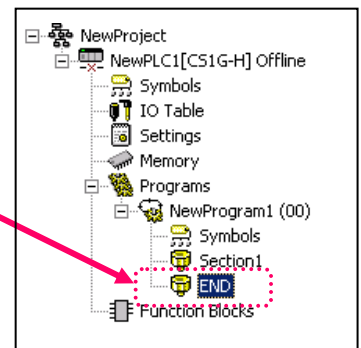 NewProject
NewPLC1[CS1G-H] Offline
Symbols
IO Table
Settings
Memory
Programs
NewProgram1 (00)
Symbols
Section1
END
Function Blocks